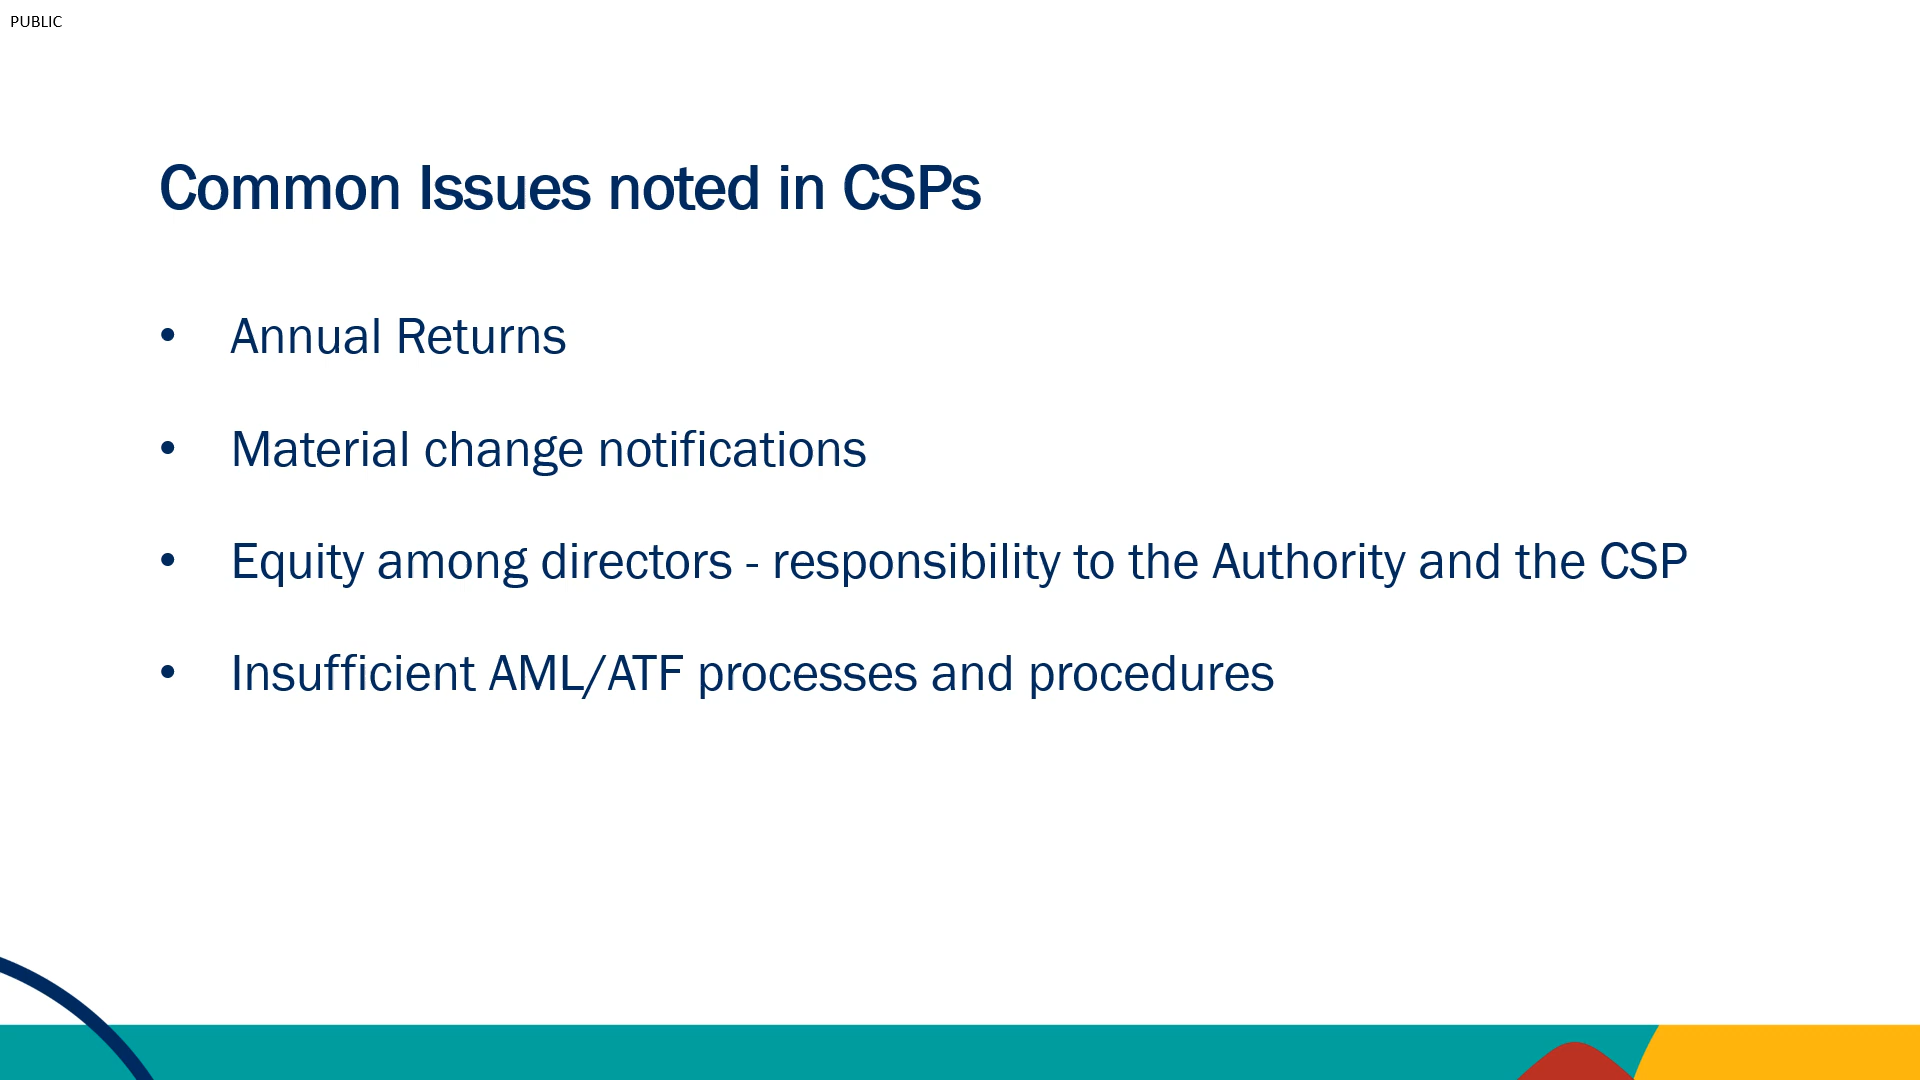 PUBLIC
Common Issues noted in CSPs
• Annual Returns
• Material change notifications
• Equity among directors - responsibility to the Authority and the CSP
• Insufficient AML/ATF processes and procedures